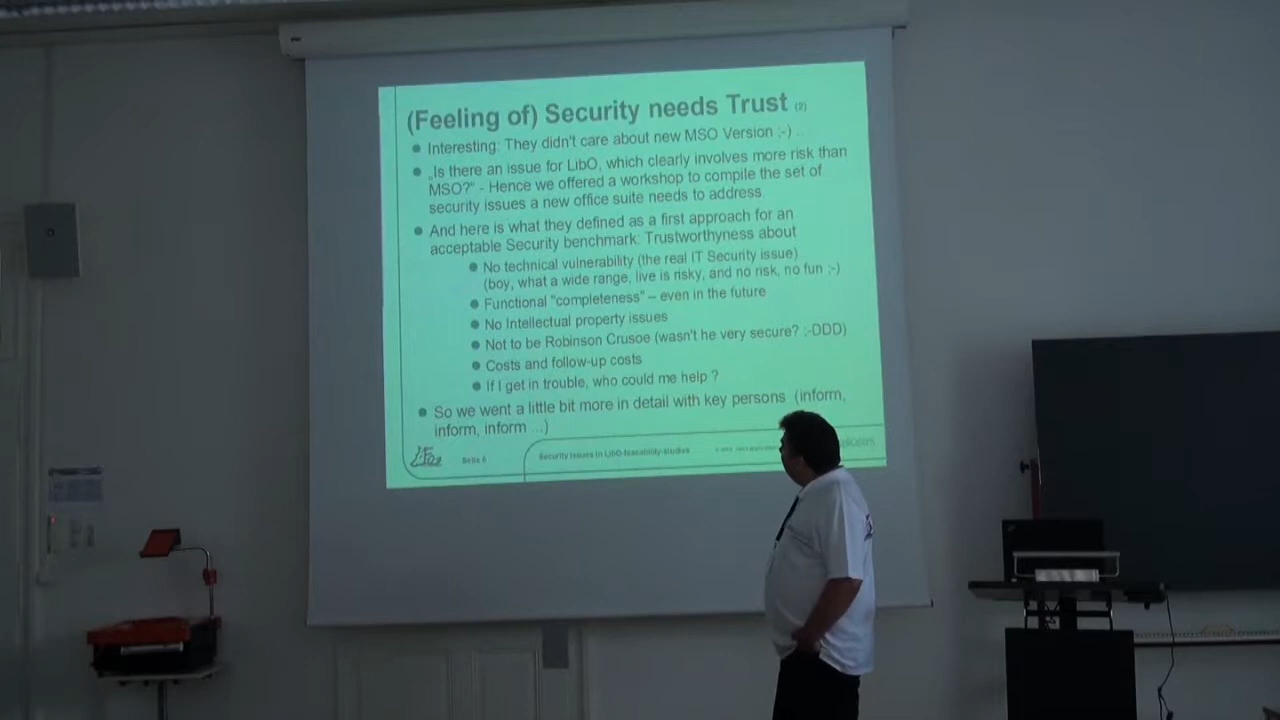 (Feeling of) Security needs Trust (2)
Interesting: They didn't care about new MSO Version ;-) ..
„Is there an issue for LibO, which clearly involves more risk than
MSO?“ - Hence we offered a workshop to compile the set of
security issues a new office suite needs to address.
And here is what they defined as a first approach for an
acceptable Security benchmark: Trustworthyness about
No technical vulnerability (the real IT Security issue)
(boy, what a wide range, live is risky, and no risk, no fun ;-)
Functional "completeness" – even in the future
No Intellectual property issues
Not to be Robinson Crusoe (wasn't he very secure? :-DDD)
Costs and follow-up costs
If I get in trouble, who could me help ?
So we went a little bit more in detail with key persons (inform,
inform, inform ...)
Seite 6
Security Issues in LibO-feasability-studies